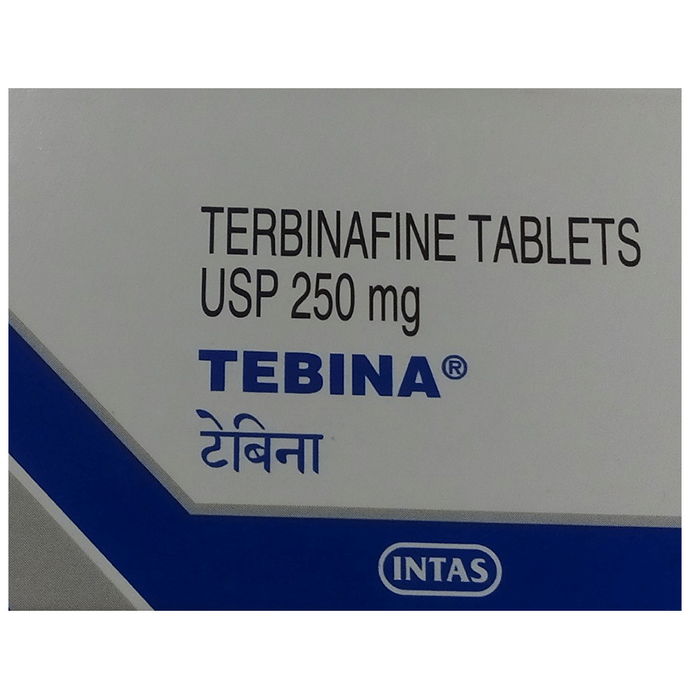 TERBINAFINE TABLETS
USP 250 mg
TEBINA®
टेबिना
INTAS